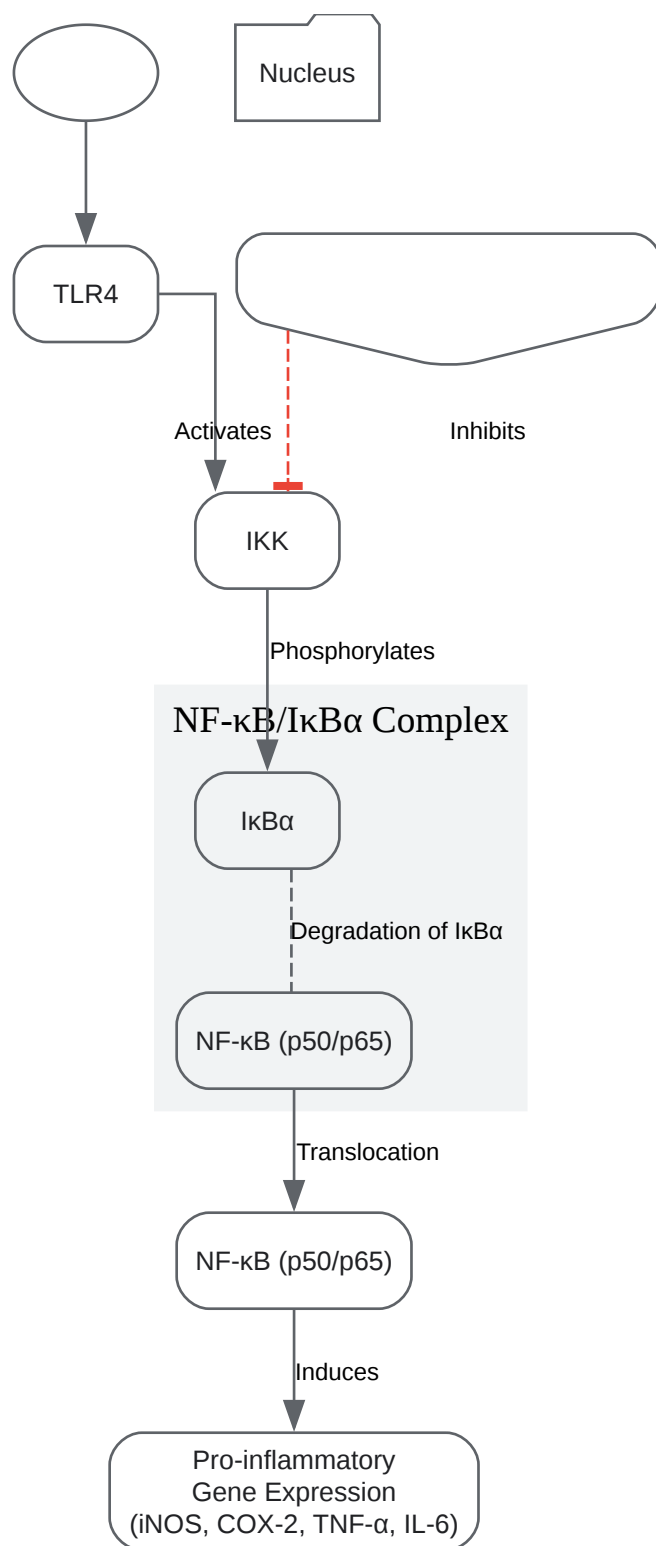 Nucleus
TLR4
Activates
Inhibits
IKK
Phosphorylates
NF-κB/IκBα Complex
IκBα
Degradation of IκBα
NF-κB (p50/p65)
Translocation
NF-κB (p50/p65)
Induces
Pro-inflammatory
Gene Expression
(iNOS, COX-2, TNF-α, IL-6)